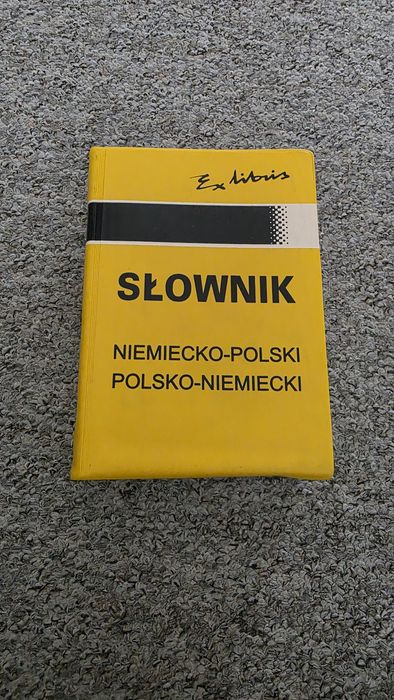 Ex libris
SŁOWNIK
NIEMIECKO-POLSKI
POLSKO-NIEMIECKI